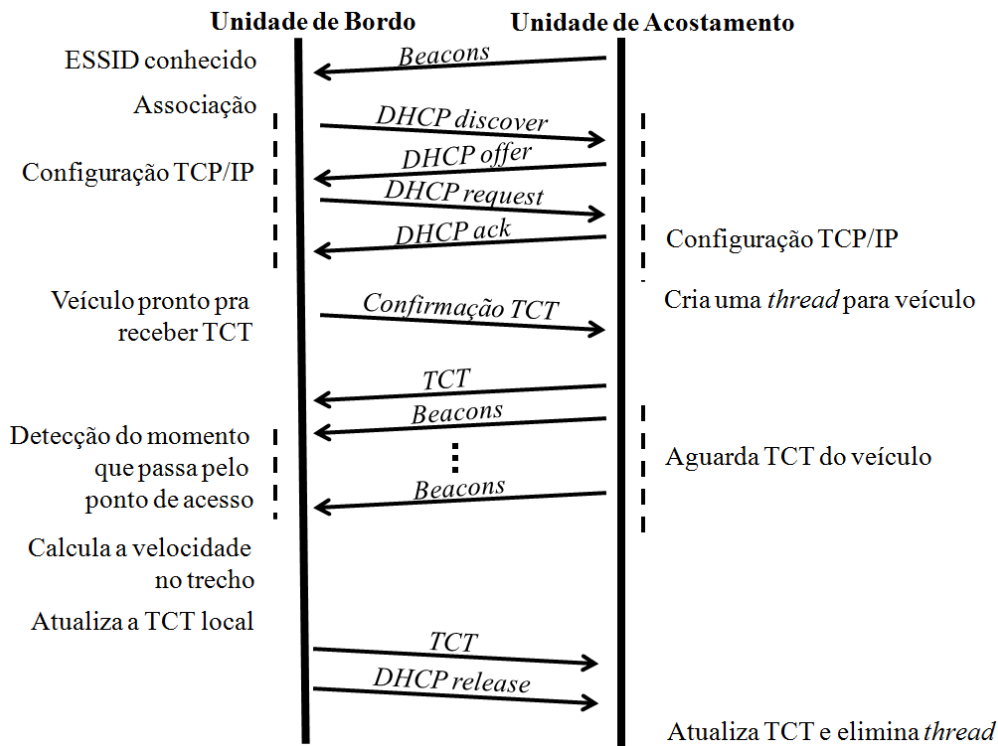 Unidade de Bordo
Unidade de Acostamento
ESSID conhecido
Beacons
Associação
DHCP discover
Configuração TCP/IP
DHCP offer
DHCP request
DHCP ack
Configuração TCP/IP
Veículo pronto pra
receber TCT
Confirmação TCT
Cria uma thread para veículo
TCT
Beacons
Detecção do momento
que passa pelo
ponto de acesso
Aguarda TCT do veículo
Beacons
Calcula a velocidade
no trecho
Atualiza a TCT local
TCT
DHCP release
Atualiza TCT e elimina thread